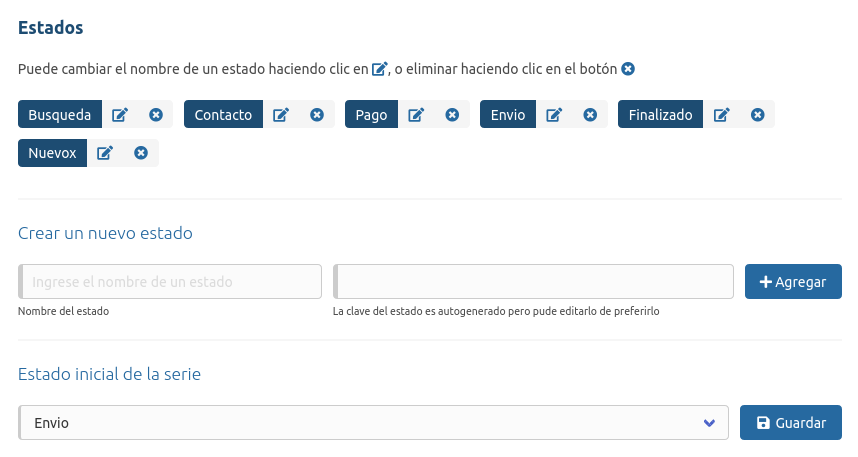 Estados
Puede cambiar el nombre de un estado haciendo clic en , o eliminar haciendo clic en el botón
Busqueda Contacto Pago Envio Finalizado
Nuevox
Crear un nuevo estado
Ingrese el nombre de un estado Agregar
Nombre del estado La clave del estado es autogenerado pero pude editarlo de preferirlo
Estado inicial de la serie
Envio Guardar